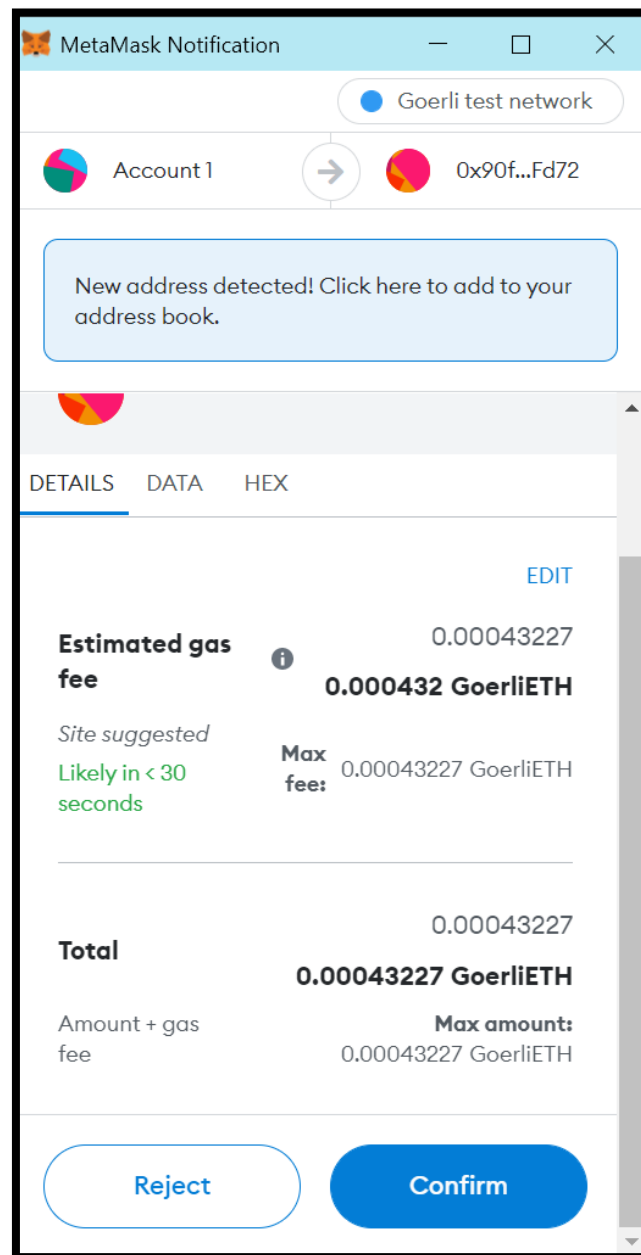 MetaMask Notification
Goerli test network
Account 1
0x90f...Fd72
New address detected! Click here to add to your
address book.
DETAILS DATA HEX
EDIT
Estimated gas
fee
0.00043227
0.000432 GoerliETH
Site suggested
Likely in < 30
seconds
Max
fee:
0.00043227 GoerliETH
Total
0.00043227
0.00043227 GoerliETH
Amount + gas
fee
Max amount:
0.00043227 GoerliETH
Reject
Confirm